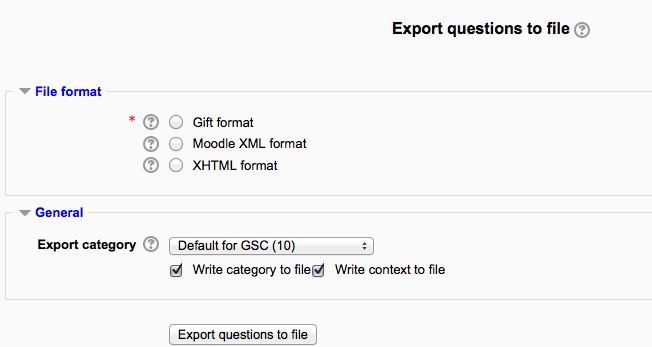 Export questions to file ?
File format
* ? Gift format
? Moodle XML format
? XHTML format
General
Export category ? Default for GSC (10)
Write category to file Write context to file
Export questions to file